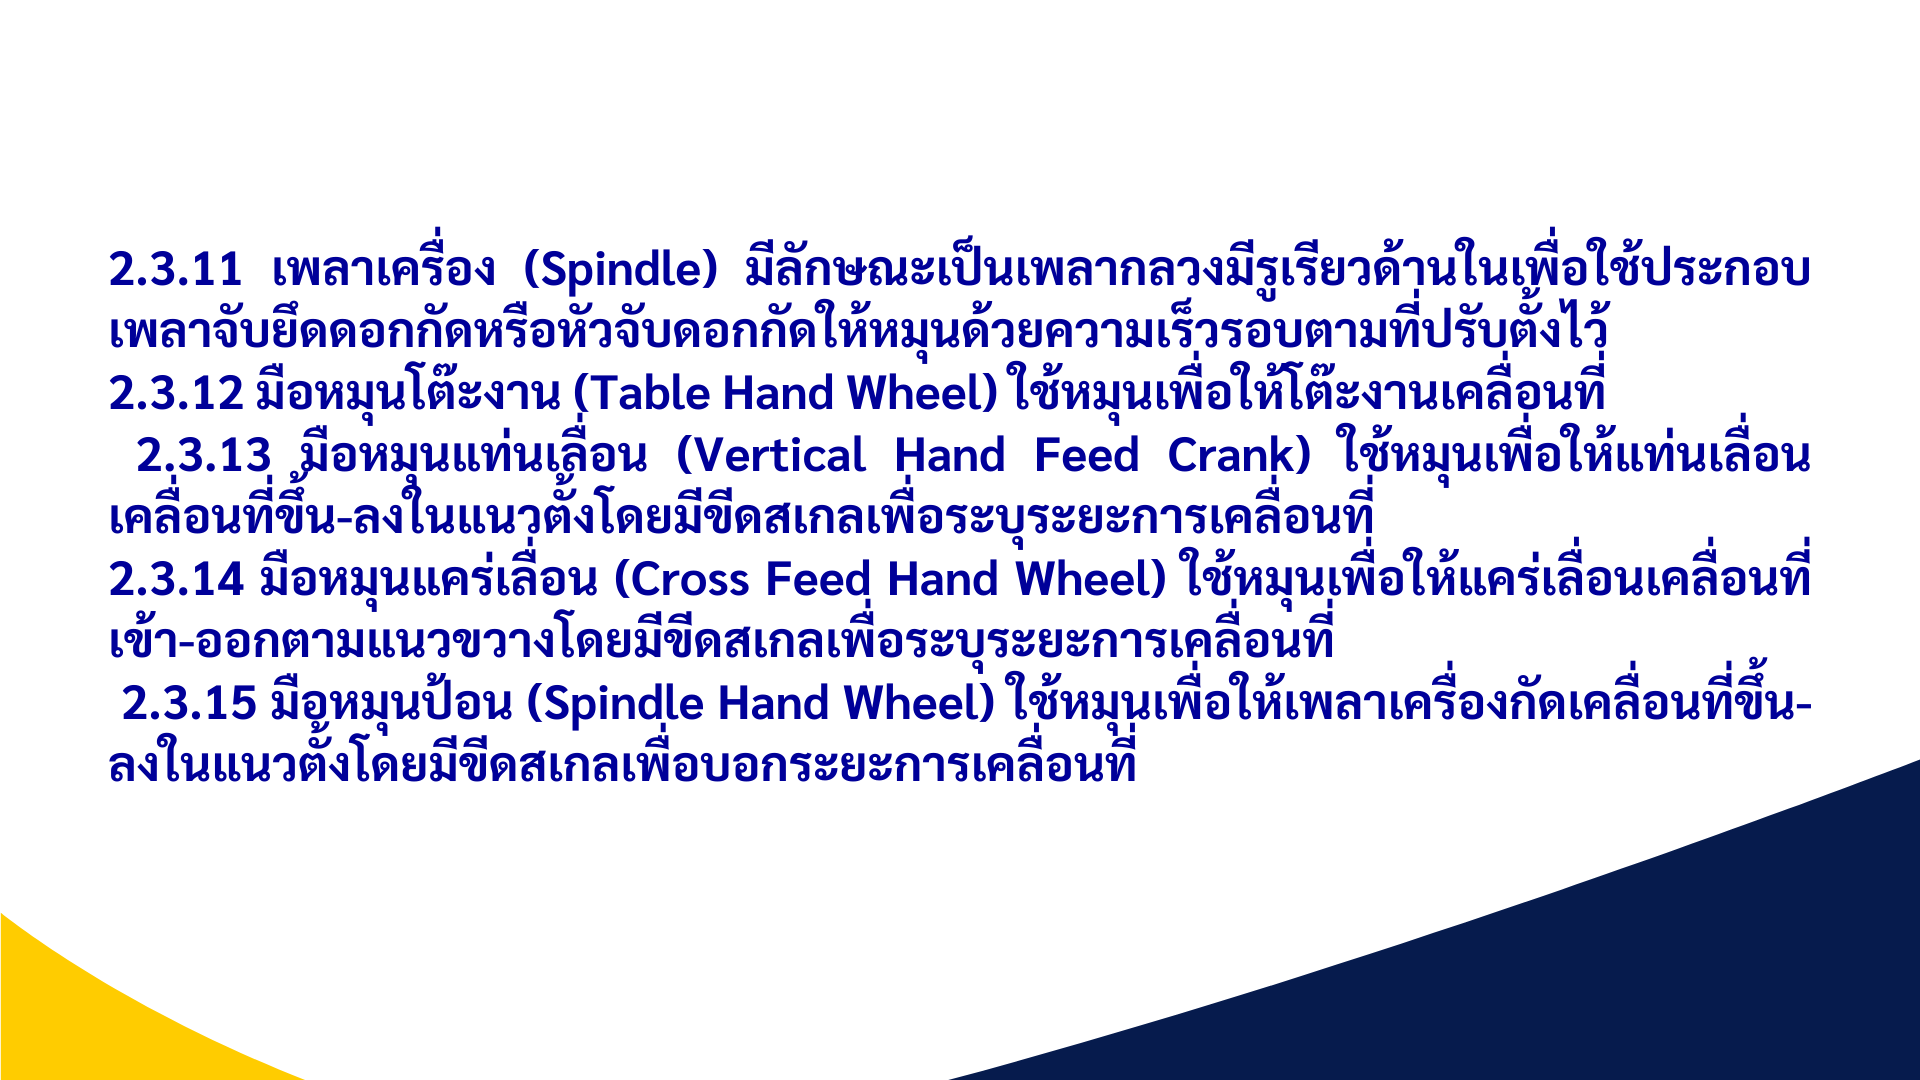 2.3.11 เพลาเครื่อง (Spindle) มีลักษณะเป็นเพลากลวงมีรูเรียวด้านในเพื่อใช้ประกอบ
เพลาจับยึดดอกกัดหรือหัวจับดอกกัดให้หมุนด้วยความเร็วรอบตามที่ปรับตั้งไว้
2.3.12 มือหมุนโต๊ะงาน (Table Hand Wheel) ใช้หมุนเพื่อให้โต๊ะงานเคลื่อนที่
2.3.13 มือหมุนแท่นเลื่อน (Vertical Hand Feed Crank) ใช้หมุนเพื่อให้แท่นเลื่อน
เคลื่อนที่ขึ้น-ลงในแนวตั้งโดยมีขีดสเกลเพื่อระบุระยะการเคลื่อนที่
2.3.14 มือหมุนแคร่เลื่อน (Cross Feed Hand Wheel) ใช้หมุนเพื่อให้แคร่เลื่อนเคลื่อนที่
เข้า-ออกตามแนวขวางโดยมีขีดสเกลเพื่อระบุระยะการเคลื่อนที่
2.3.15 มือหมุนป้อน (Spindle Hand Wheel) ใช้หมุนเพื่อให้เพลาเครื่องกัดเคลื่อนที่ขึ้น-
ลงในแนวตั้งโดยมีขีดสเกลเพื่อบอกระยะการเคลื่อนที่